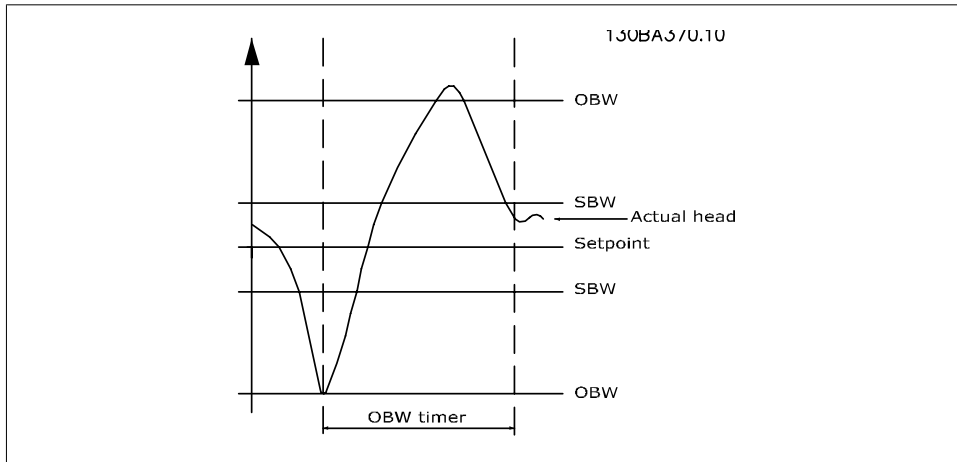 130BA370.10
OBW
SBW
Actual head
Setpoint
SBW
OBW
OBW timer